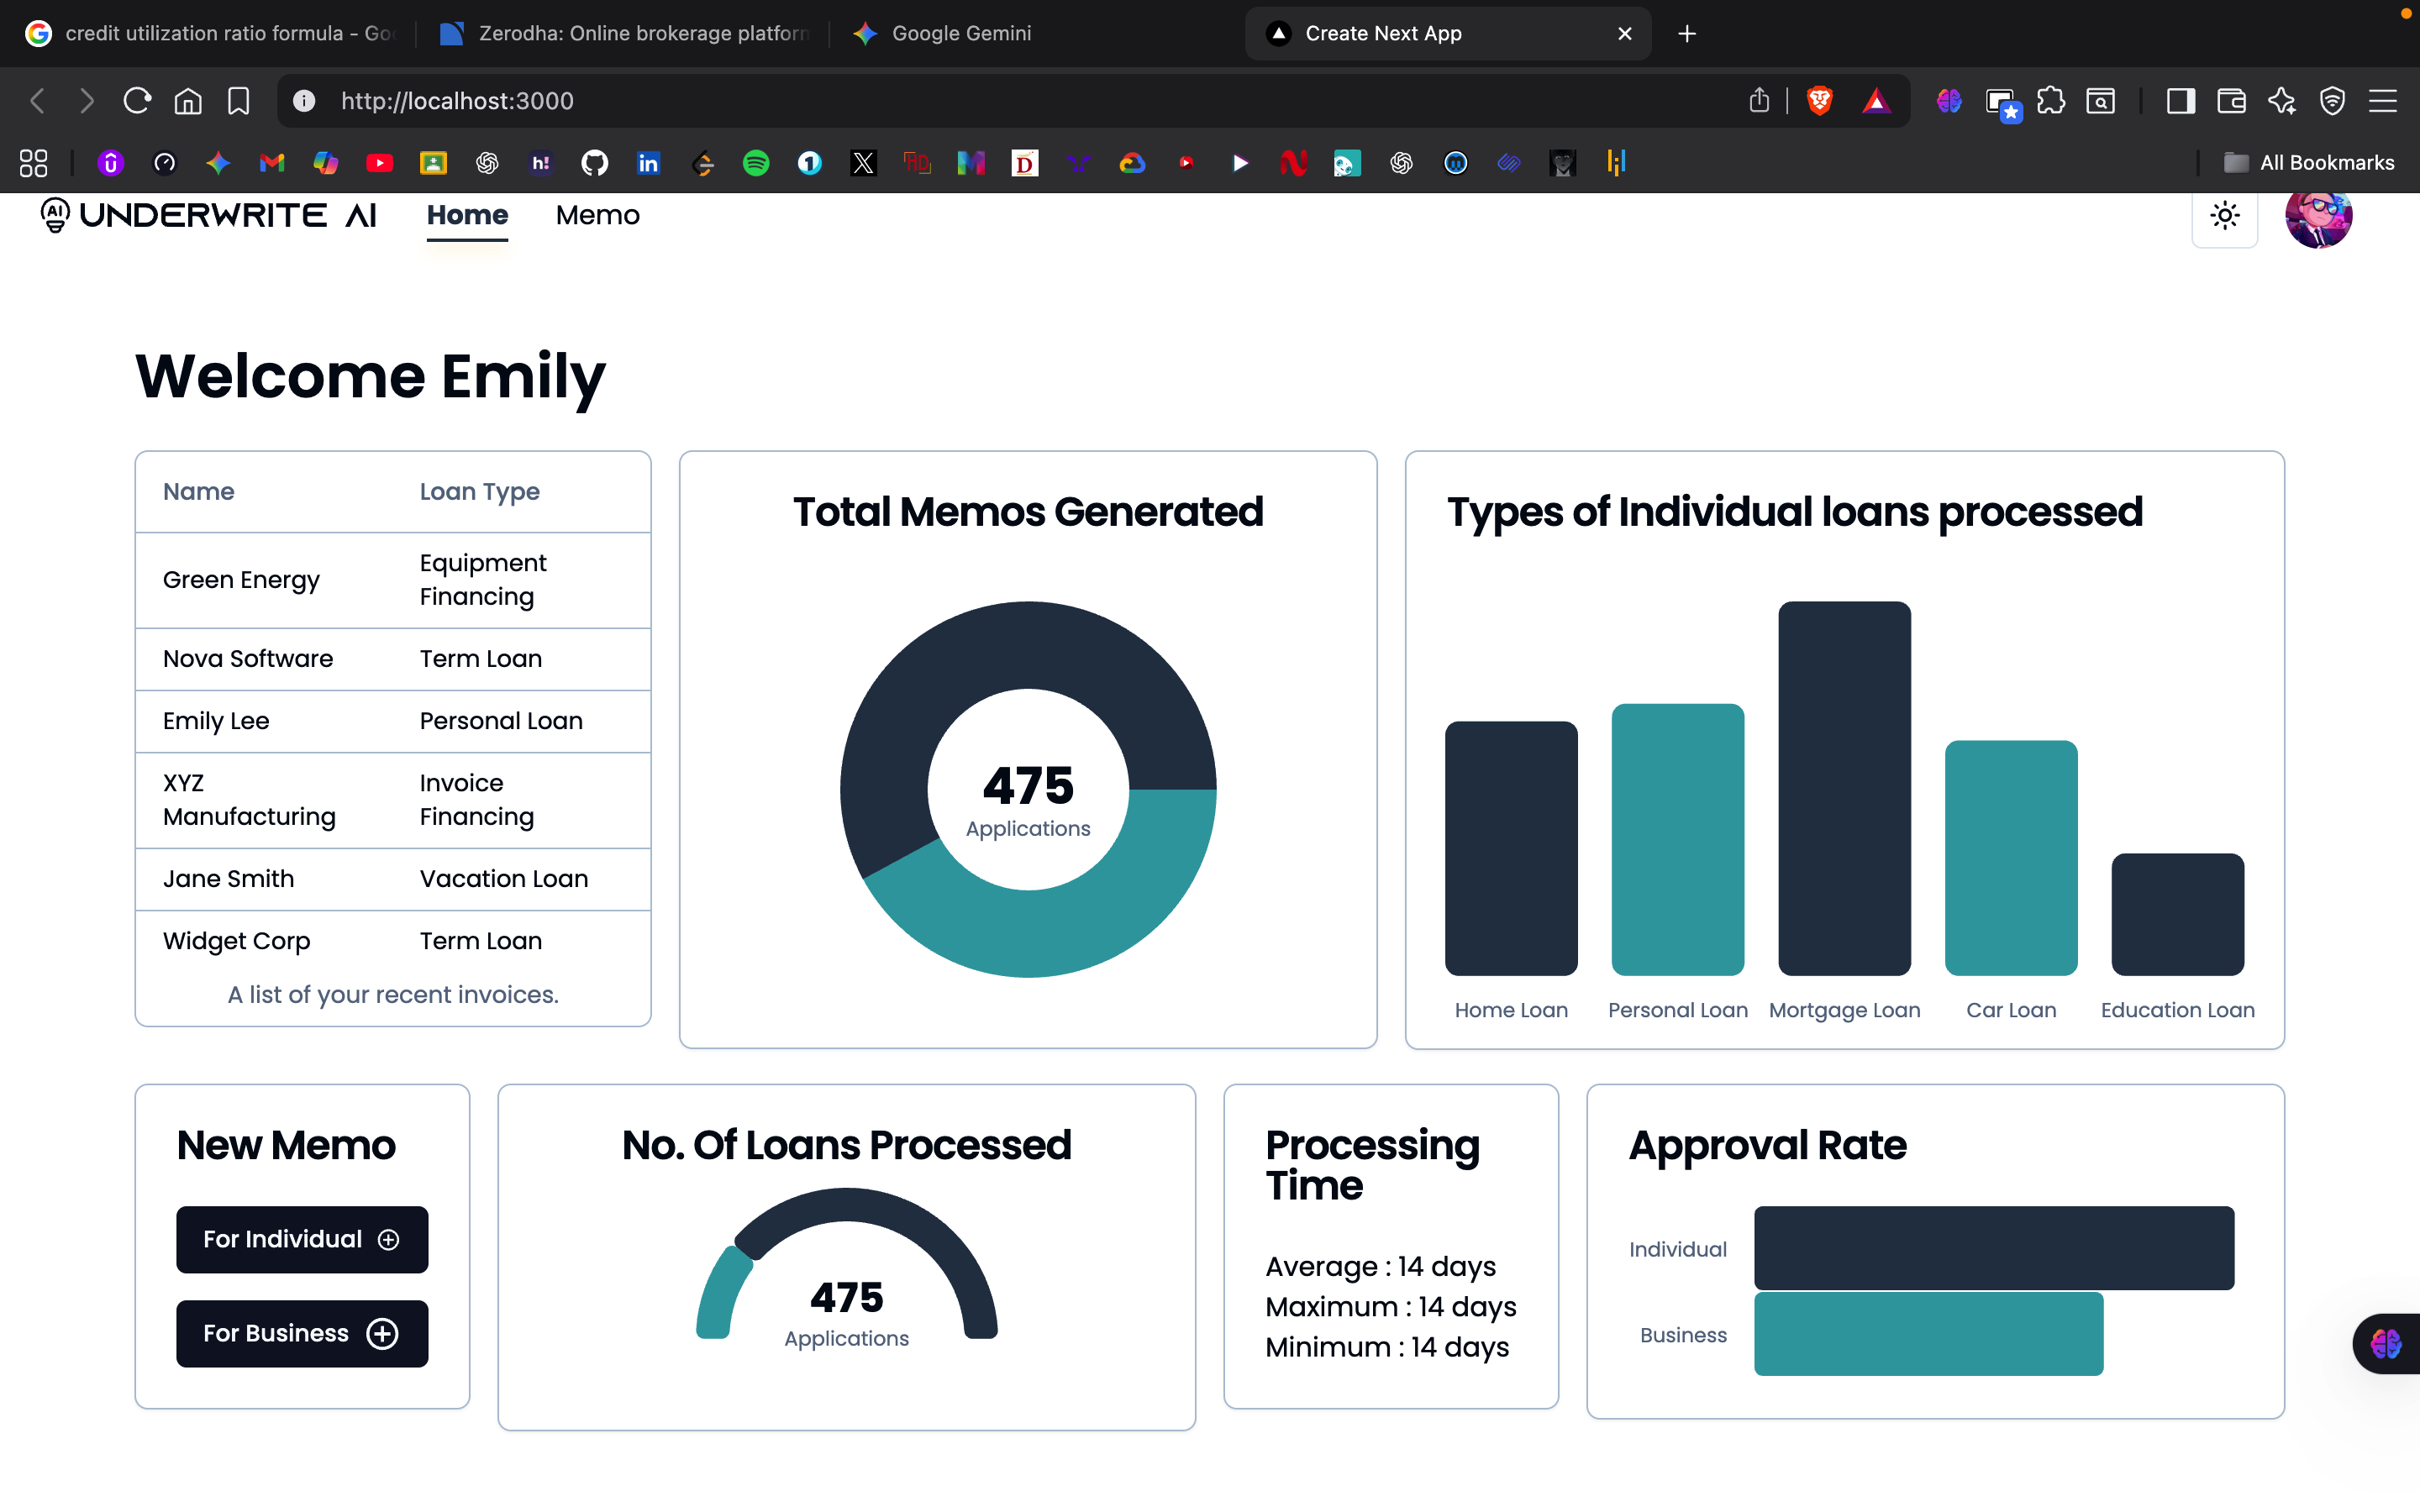 credit utilization ratio formula - Go
Zerodha: Online brokerage platform
Google Gemini
Create Next App
http://localhost:3000
All Bookmarks
UNDERWRITE AI
Home
Memo
Welcome Emily
Name Loan Type
Green Energy Equipment
Financing
Nova Software Term Loan
Emily Lee Personal Loan
XYZ Invoice
Manufacturing Financing
Jane Smith Vacation Loan
Widget Corp Term Loan
A list of your recent invoices.
Total Memos Generated
475
Applications
Types of Individual loans processed
Home Loan Personal Loan Mortgage Loan Car Loan Education Loan
New Memo
For Individual
For Business
No. Of Loans Processed
475
Applications
Processing
Time
Average : 14 days
Maximum : 14 days
Minimum : 14 days
Approval Rate
Individual
Business